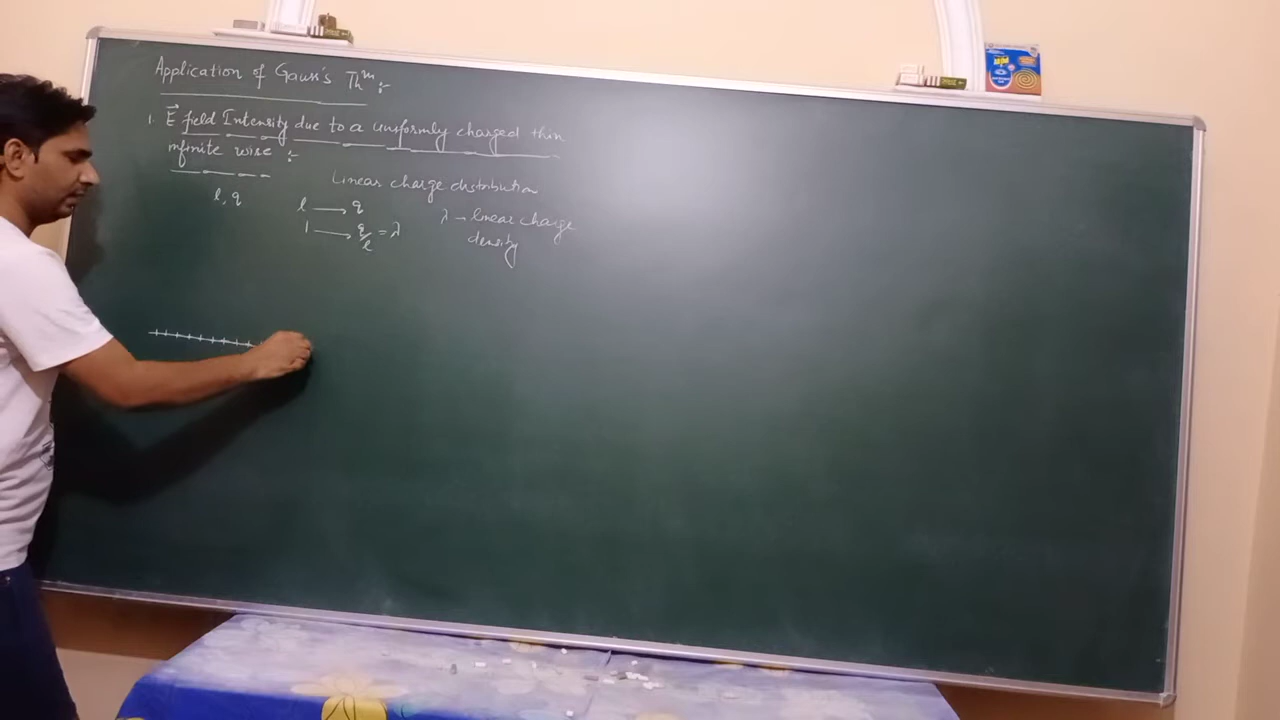 Application of Gauss's Thm :-
1. E⃗ field Intensity due to a uniformly charged thin
infinite wire :-
Linear charge distribution
l, q
l ⟶ q
1 ⟶ q/l = λ
λ → linear charge
density